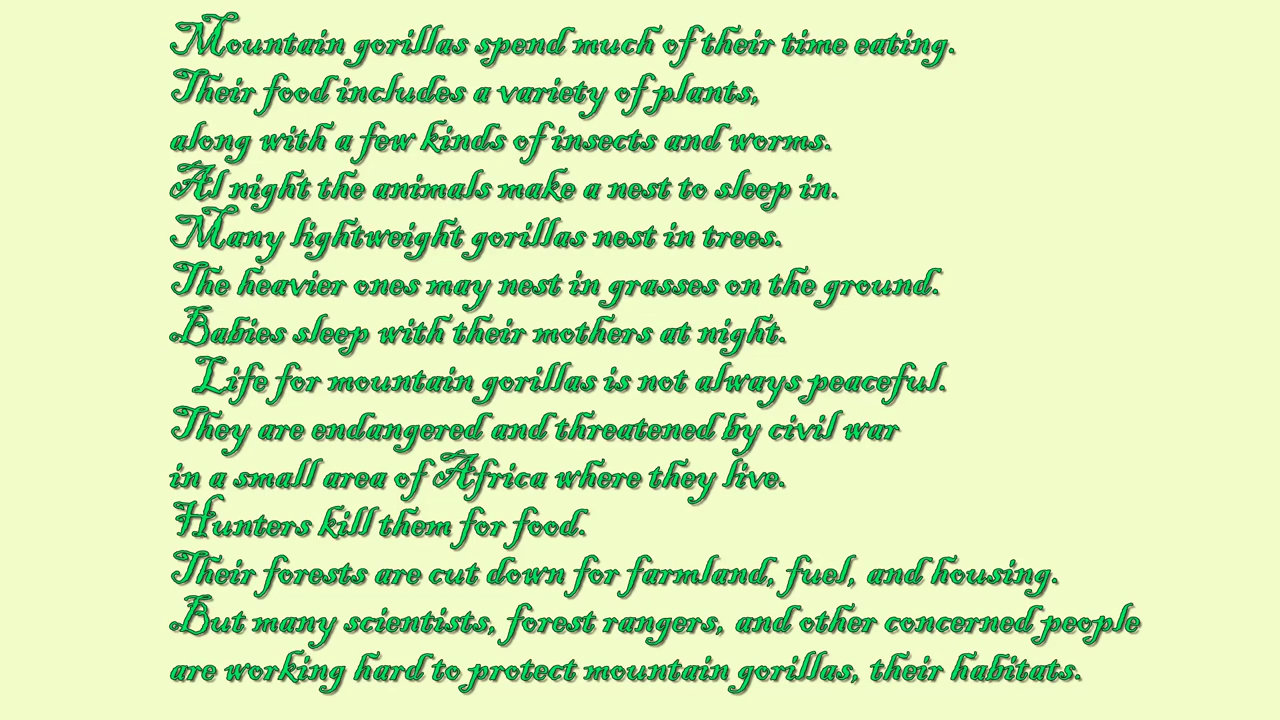 Mountain gorillas spend much of their time eating.
Their food includes a variety of plants,
along with a few kinds of insects and worms.
Al night the animals make a nest to sleep in.
Many lightweight gorillas nest in trees.
The heavier ones may nest in grasses on the ground.
Babies sleep with their mothers at night.
Life for mountain gorillas is not always peaceful.
They are endangered and threatened by civil war
in a small area of Africa where they live.
Hunters kill them for food.
Their forests are cut down for farmland, fuel, and housing.
But many scientists, forest rangers, and other concerned people
are working hard to protect mountain gorillas, their habitats.